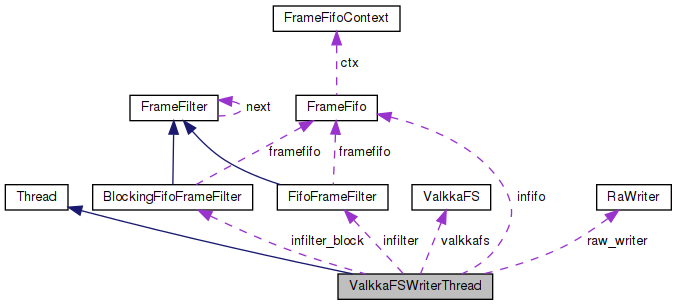 FrameFifoContext
ctx
FrameFilter
next
FrameFifo
framefifo
framefifo
infifo
Thread
BlockingFifoFrameFilter
FifoFrameFilter
ValkkaFS
RaWriter
infilter_block
infilter
valkkafs
raw_writer
ValkkaFSWriterThread